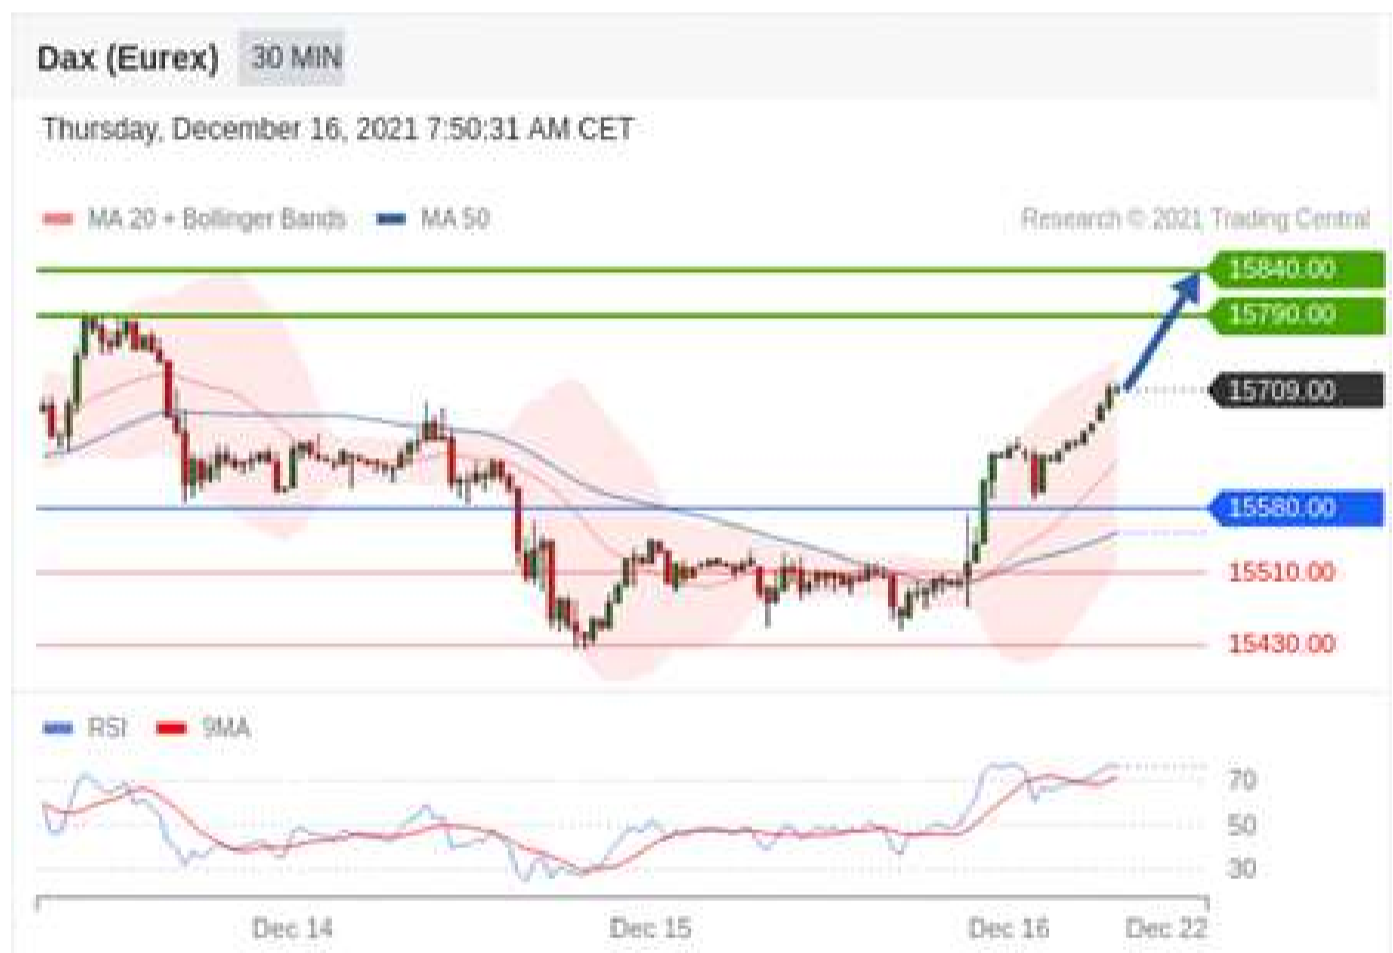 Dax (Eurex) 30 MIN
Thursday, December 16, 2021 7:50:31 AM CET
MA 20 + Bollinger Bands MA 50 Research © 2021 Trading Central
15840.00
15790.00
15709.00
15580.00
15510.00
15430.00
RSI 9MA
70
50
30
Dec 14 Dec 15 Dec 16 Dec 22